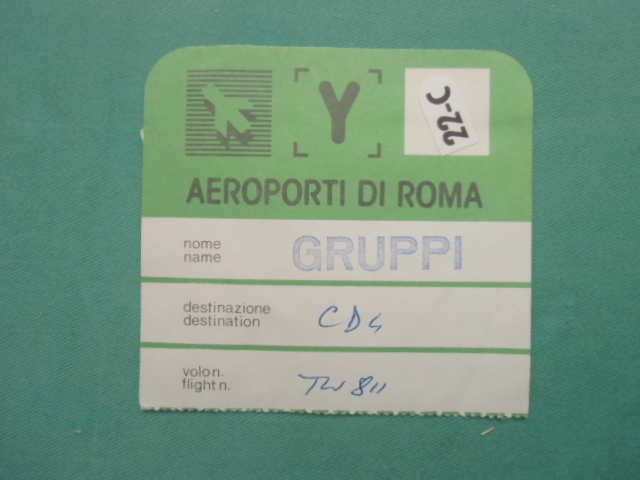 Y
22-C
AEROPORTI DI ROMA
nome
name
GRUPPI
destinazione
destination
CDG
volo n.
flight n.
TW 811